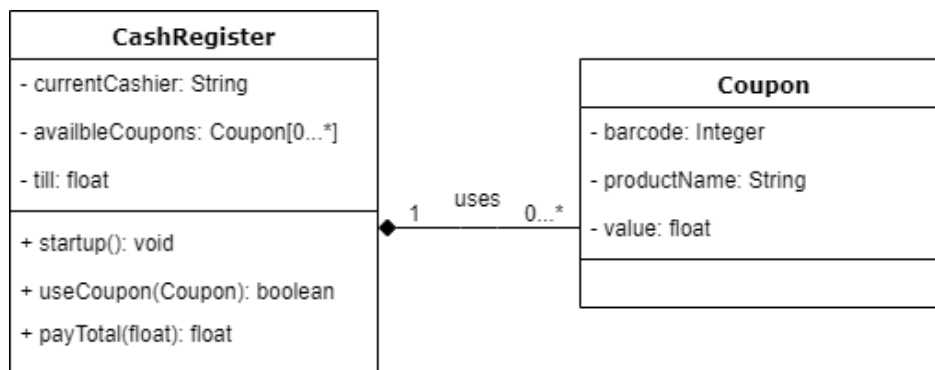 CashRegister
- currentCashier: String
- availbleCoupons: Coupon[0...*]
- till: float
+ startup(): void
+ useCoupon(Coupon): boolean
+ payTotal(float): float
1
uses
0...*
Coupon
- barcode: Integer
- productName: String
- value: float